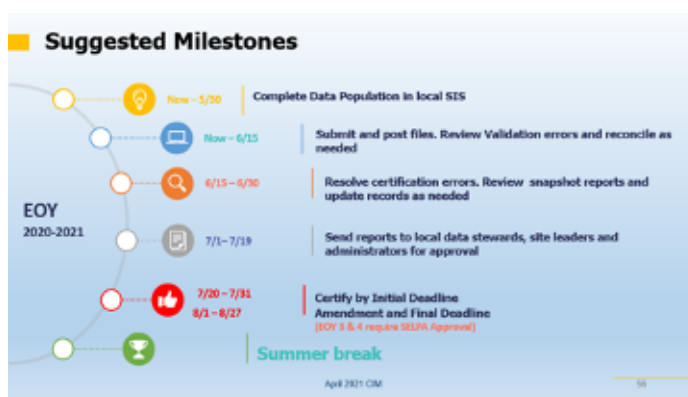 Suggested Milestones
Now – 5/30
Complete Data Population in local SIS
Now – 6/15
Submit and post files. Review Validation errors and reconcile as
needed
6/15 – 6/30
Resolve certification errors. Review snapshot reports and
update records as needed
EOY
2020-2021
7/1– 7/19
Send reports to local data stewards, site leaders and
administrators for approval
7/20 – 7/31
8/1 – 8/27
Certify by Initial Deadline
Amendment and Final Deadline
(EOY 3 & 4 require SELPA Approval)
Summer break
April 2021 CIM
56